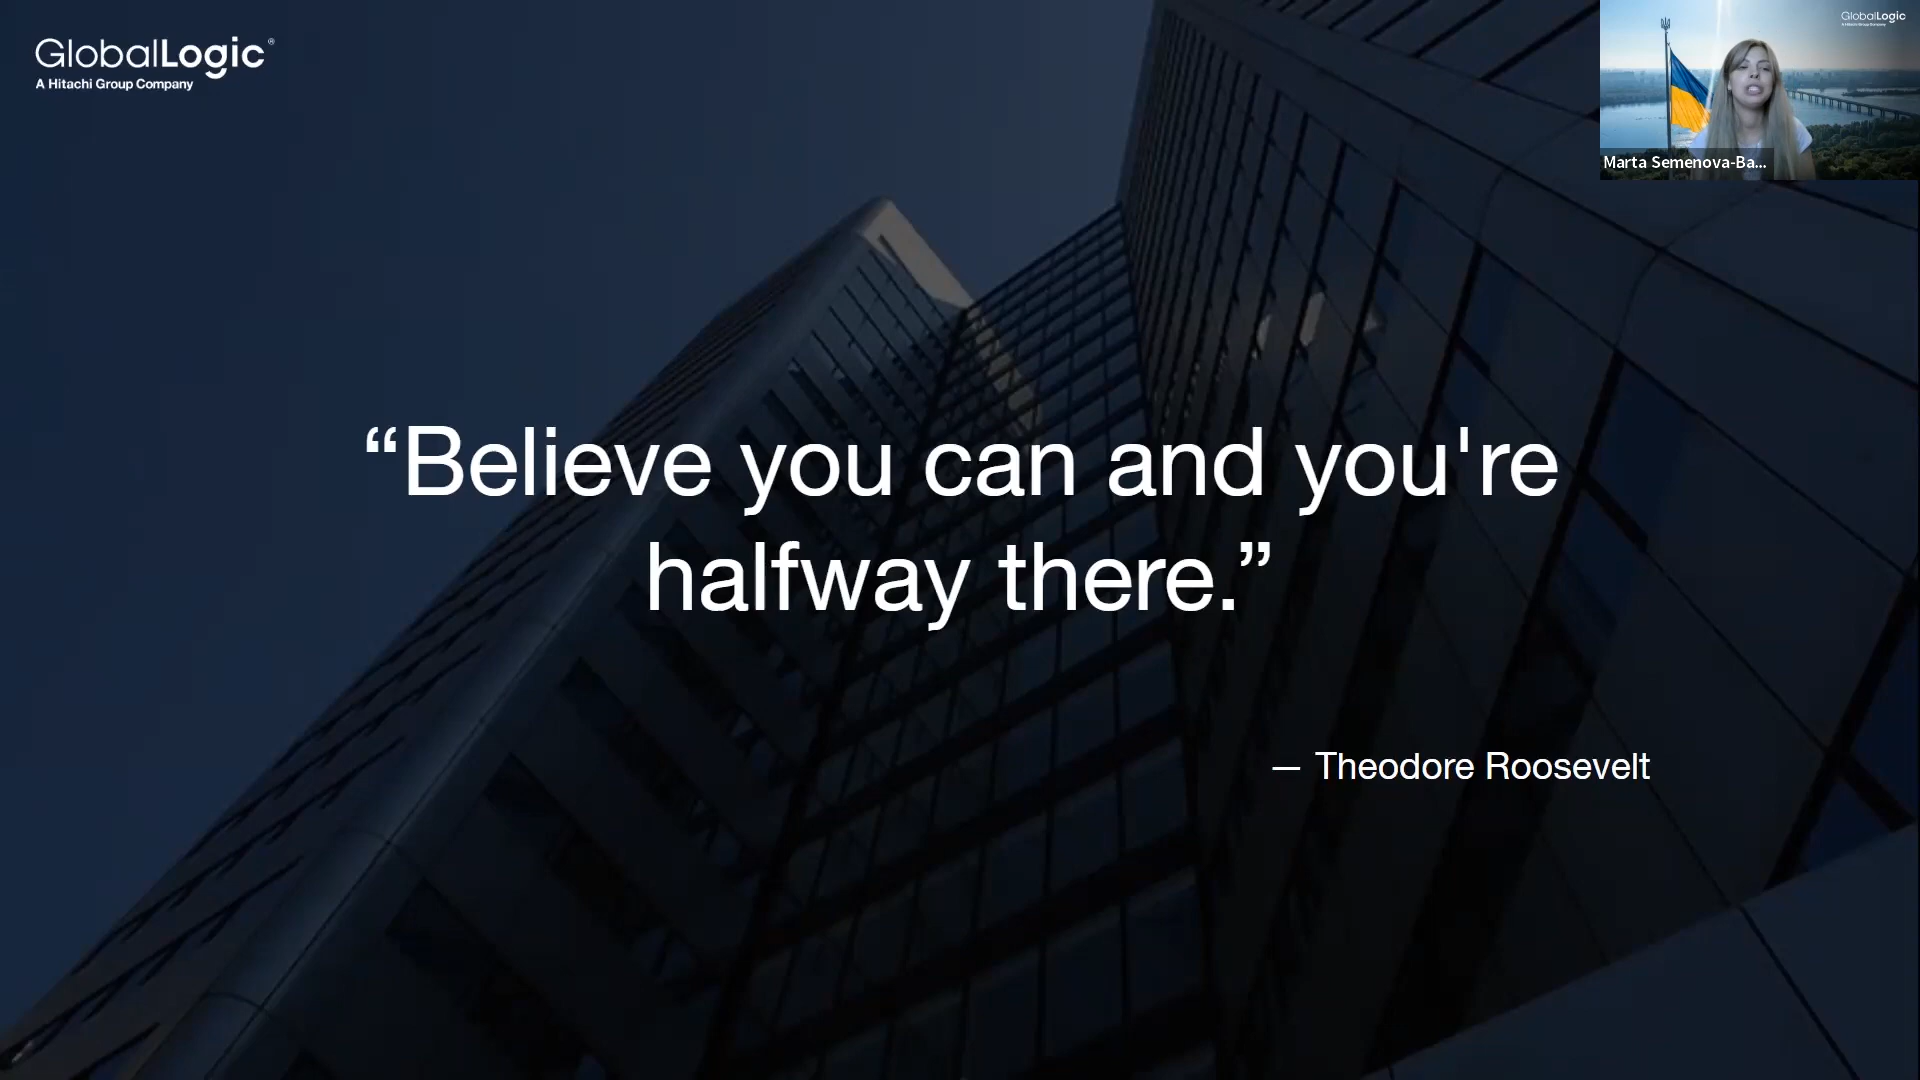 GlobalLogic®
A Hitachi Group Company
GlobalLogic
Marta Semenova-Ba...
“Believe you can and you're
halfway there.”
— Theodore Roosevelt